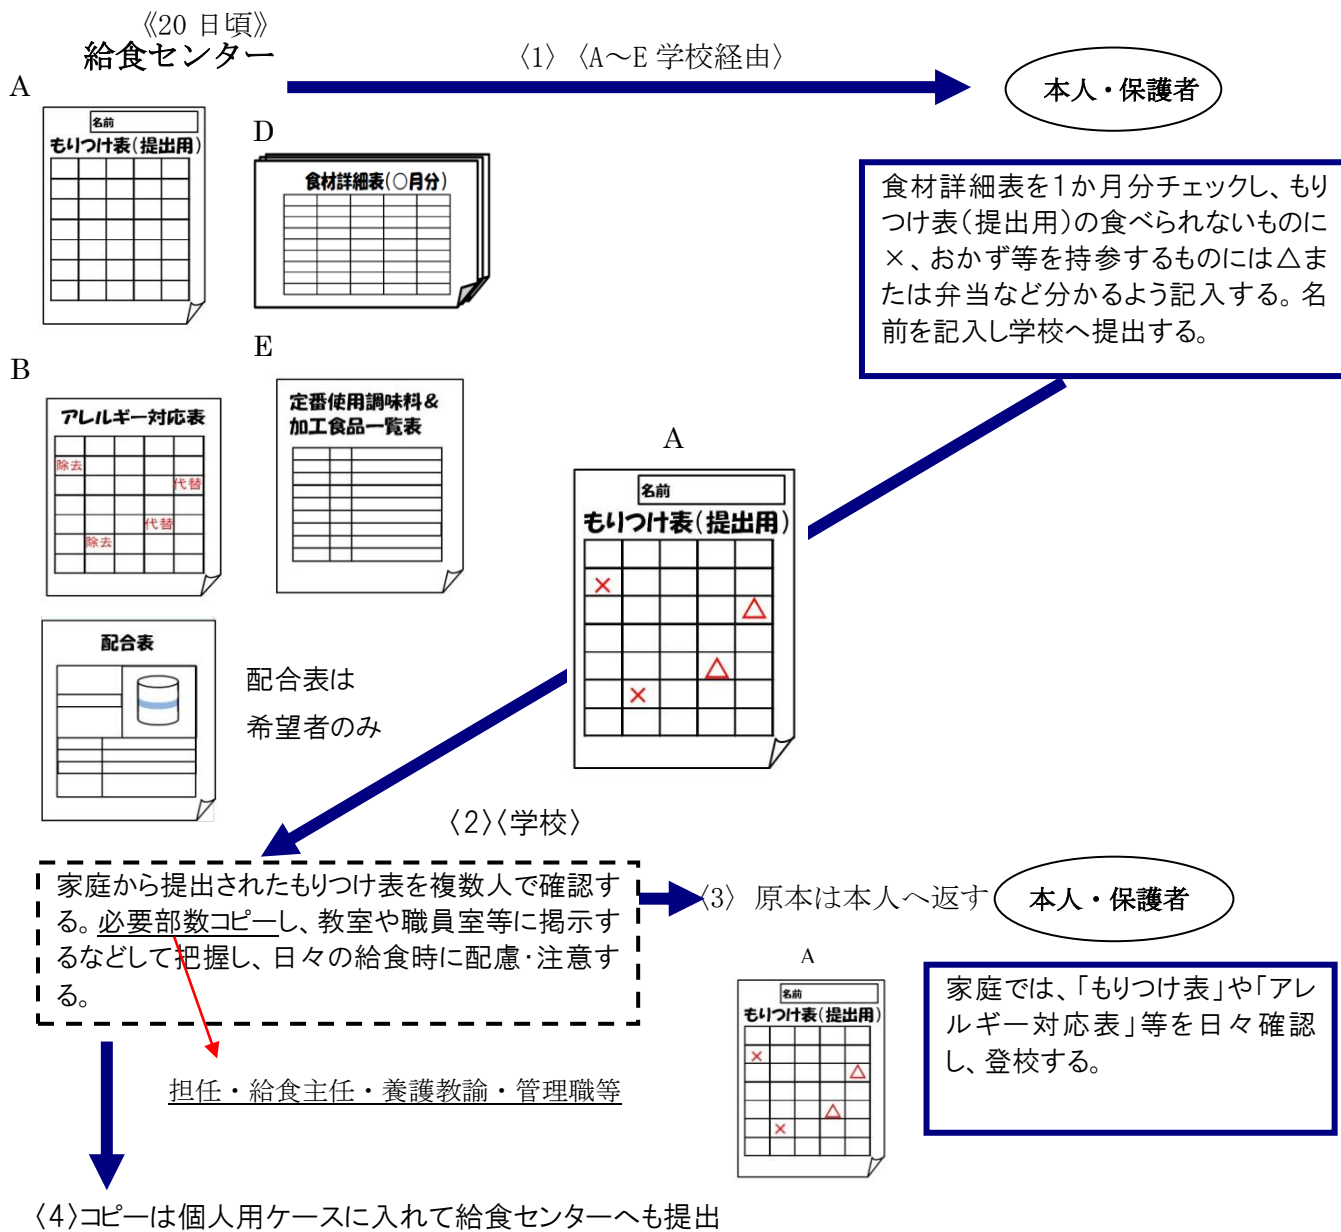 《20 日頃》
給食センター
〈1〉〈A～E 学校経由〉
本人・保護者
A
名前
もりつけ表(提出用)
D
食材詳細表(○月分)
食材詳細表を１か月分チェックし、もり
つけ表(提出用)の食べられないものに
×、おかず等を持参するものには△ま
たは弁当など分かるよう記入する。名
前を記入し学校へ提出する。
B
アレルギー対応表
除去
代替
代替
除去
E
定番使用調味料＆
加工食品一覧表
A
名前
もりつけ表(提出用)
×
△
△
×
配合表
配合表は
希望者のみ
〈2〉〈学校〉
家庭から提出されたもりつけ表を複数人で確認す
る。必要部数コピーし、教室や職員室等に掲示す
るなどして把握し、日々の給食時に配慮・注意す
る。
〈3〉原本は本人へ返す
本人・保護者
A
名前
もりつけ表(提出用)
×
△
△
×
家庭では、「もりつけ表」や「アレ
ルギー対応表」等を日々確認
し、登校する。
担任・給食主任・養護教諭・管理職等
〈4〉コピーは個人用ケースに入れて給食センターへも提出